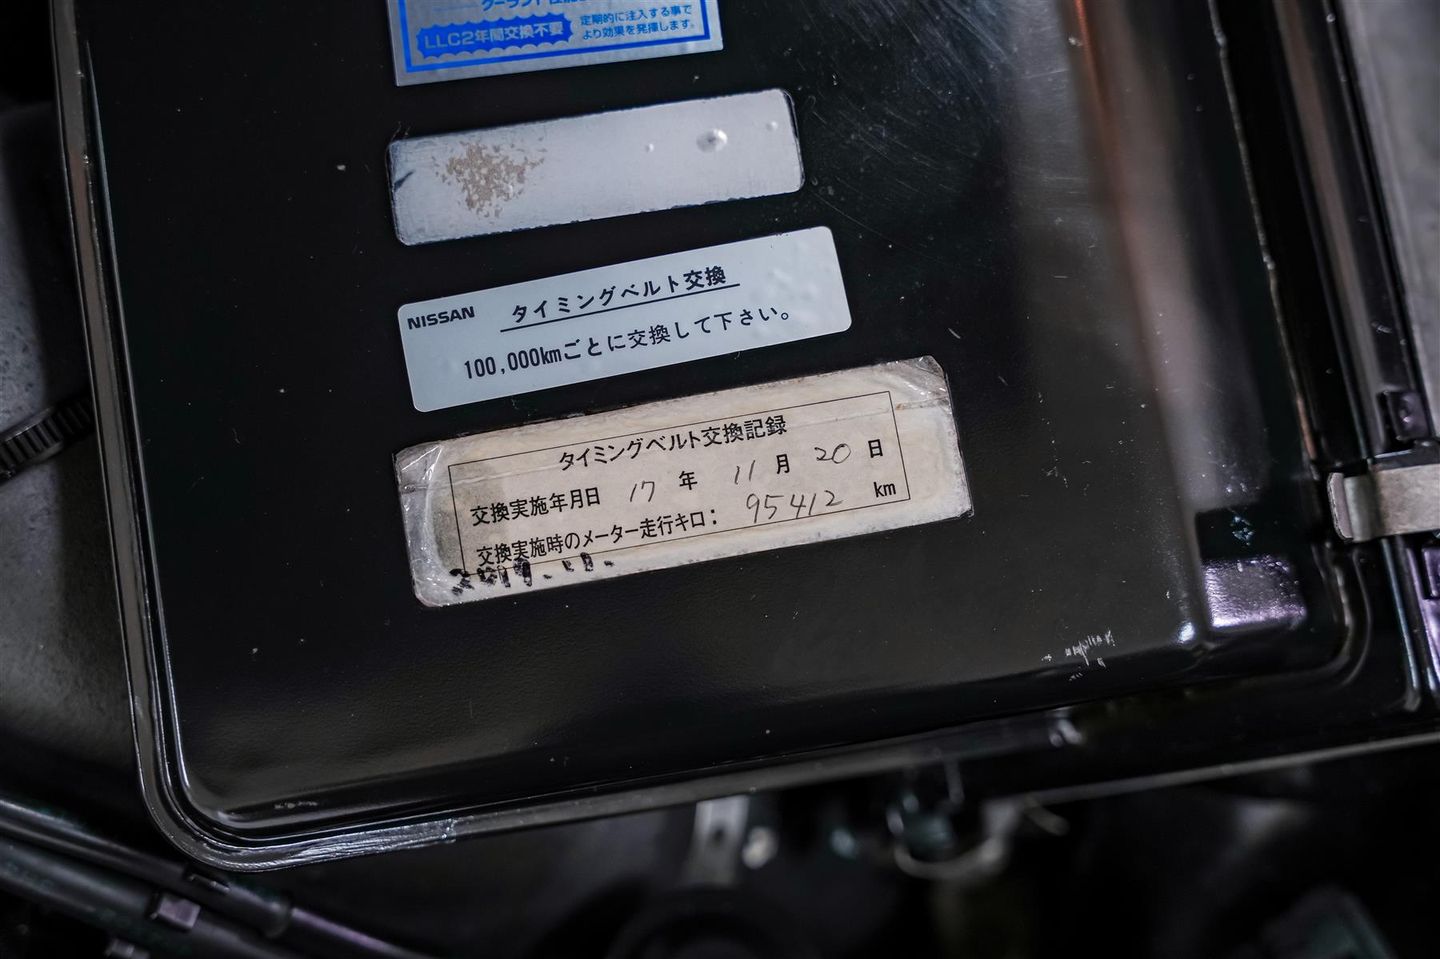 LLC2年間交換不要
定期的に注入する事で
より効果を発揮します。
NISSAN タイミングベルト交換
100,000kmごとに交換して下さい。
タイミングベルト交換記録
交換実施年月日 17 年 11 月 20 日
交換実施時のメーター走行キロ: 95412 km